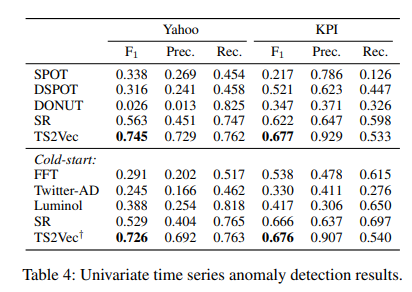 Yahoo KPI
F1 Prec. Rec. F1 Prec. Rec.
SPOT 0.338 0.269 0.454 0.217 0.786 0.126
DSPOT 0.316 0.241 0.458 0.521 0.623 0.447
DONUT 0.026 0.013 0.825 0.347 0.371 0.326
SR 0.563 0.451 0.747 0.622 0.647 0.598
TS2Vec 0.745 0.729 0.762 0.677 0.929 0.533
Cold-start:
FFT 0.291 0.202 0.517 0.538 0.478 0.615
Twitter-AD 0.245 0.166 0.462 0.330 0.411 0.276
Luminol 0.388 0.254 0.818 0.417 0.306 0.650
SR 0.529 0.404 0.765 0.666 0.637 0.697
TS2Vec† 0.726 0.692 0.763 0.676 0.907 0.540
Table 4: Univariate time series anomaly detection results.